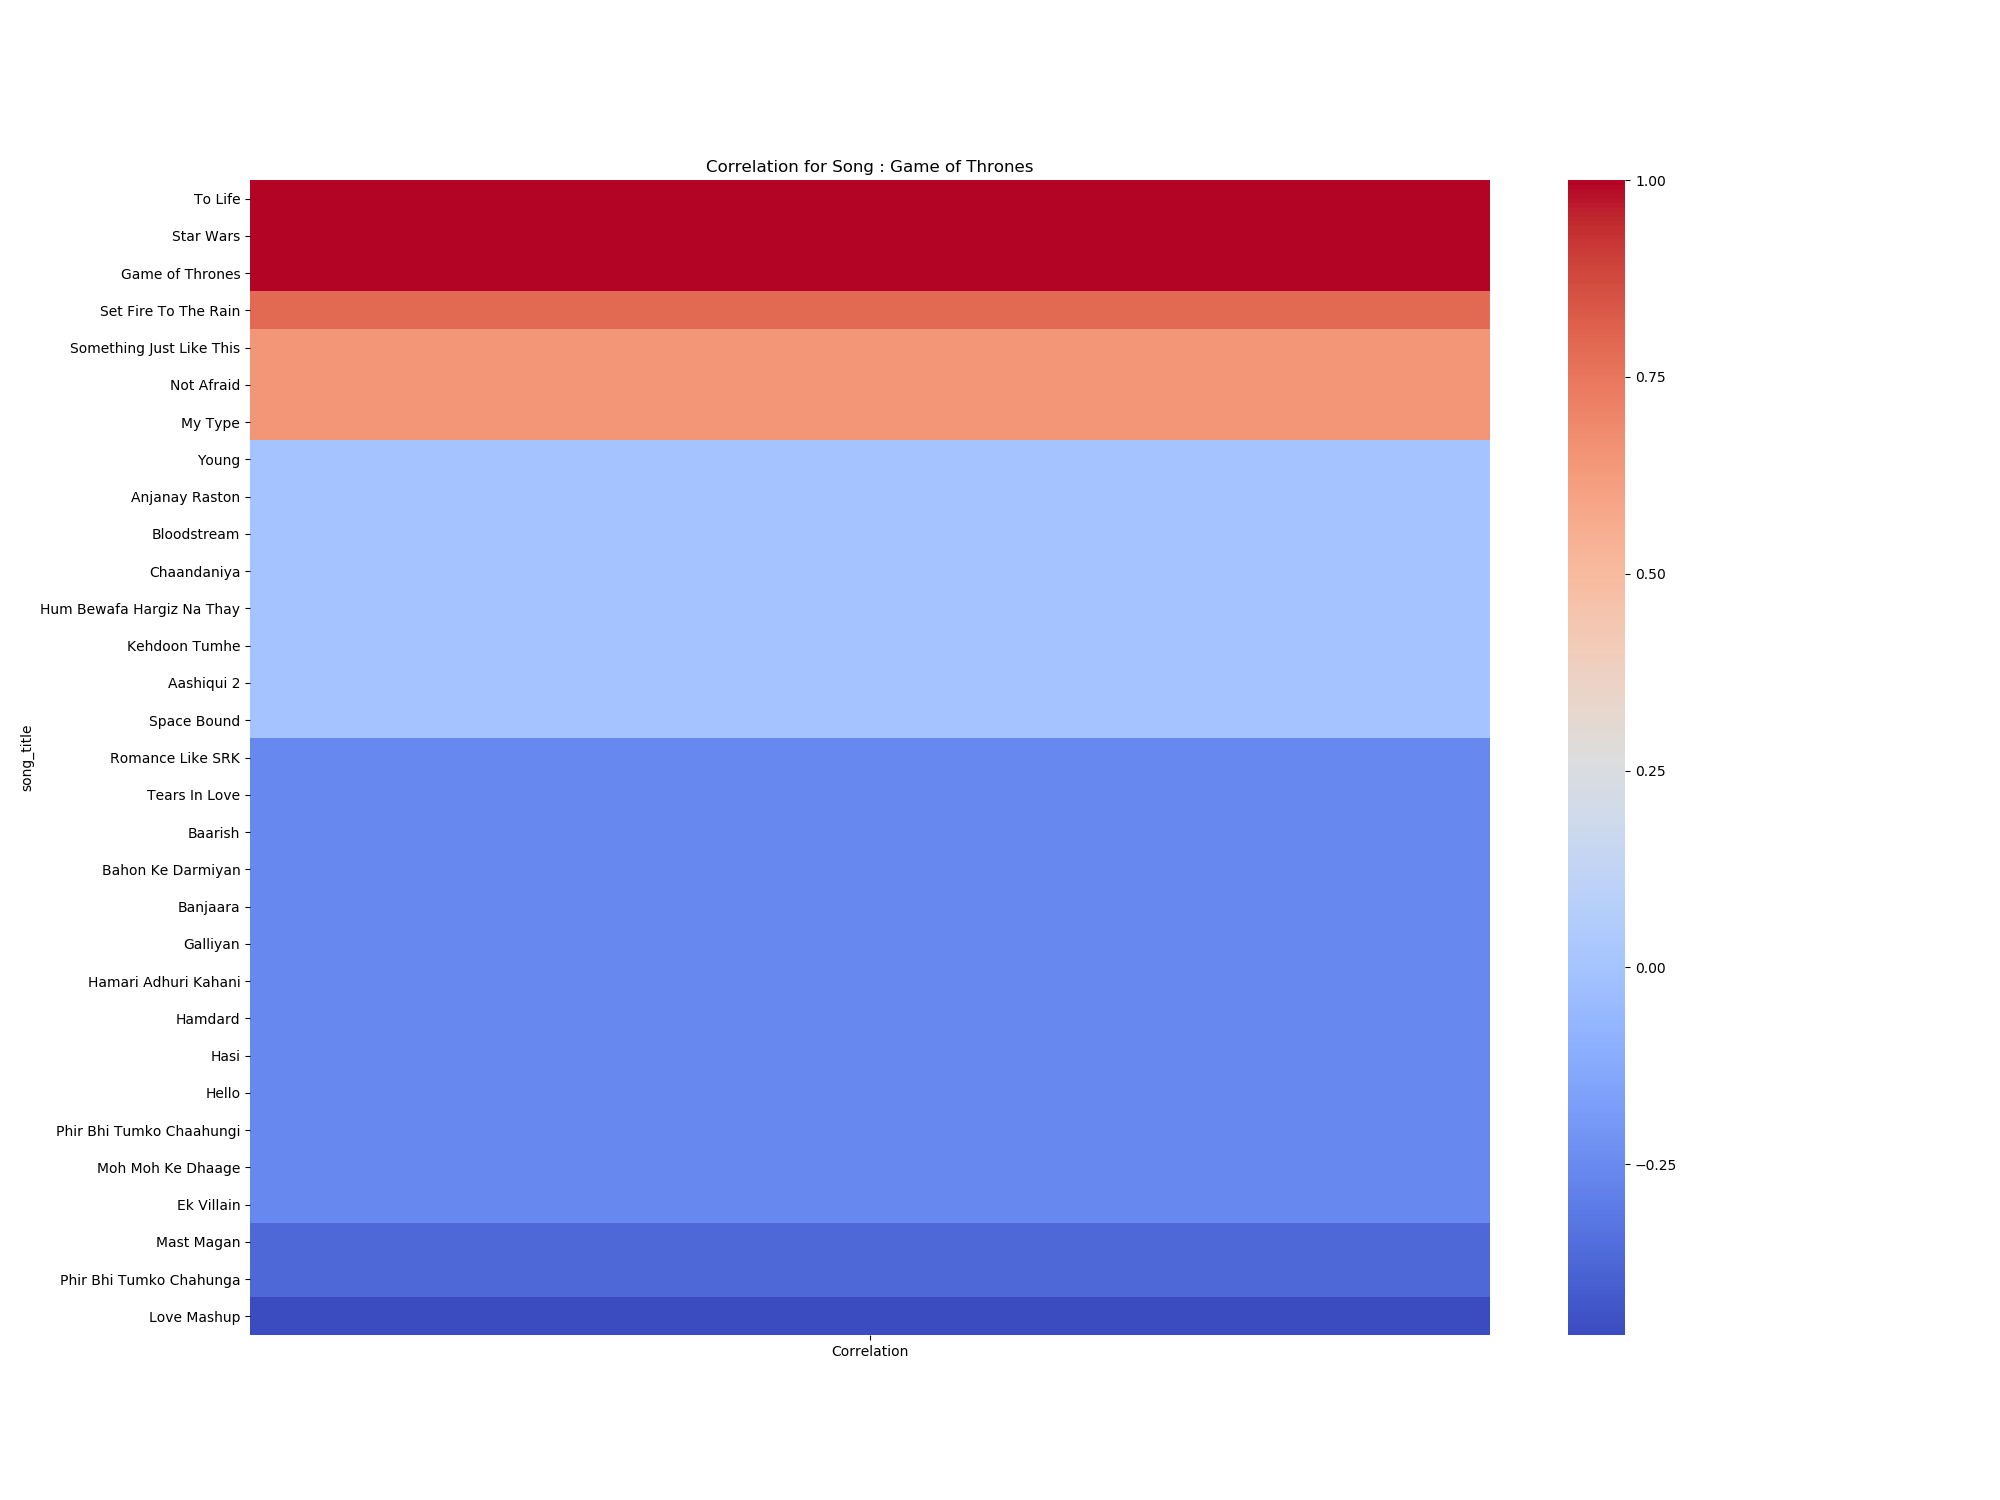 Correlation for Song : Game of Thrones
To Life
Star Wars
Game of Thrones
Set Fire To The Rain
Something Just Like This
Not Afraid
My Type
Young
Anjanay Raston
Bloodstream
Chaandaniya
Hum Bewafa Hargiz Na Thay
Kehdoon Tumhe
Aashiqui 2
Space Bound
Romance Like SRK
Tears In Love
Baarish
Bahon Ke Darmiyan
Banjaara
Galliyan
Hamari Adhuri Kahani
Hamdard
Hasi
Hello
Phir Bhi Tumko Chaahungi
Moh Moh Ke Dhaage
Ek Villain
Mast Magan
Phir Bhi Tumko Chahunga
Love Mashup
song_title
Correlation
1.00
0.75
0.50
0.25
0.00
−0.25